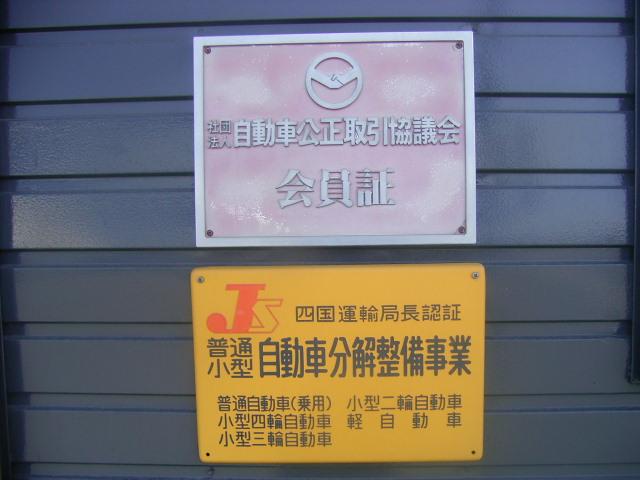 社団法人 自動車公正取引協議会
会員証
JS 四国運輸局長認証
普通小型 自動車分解整備事業
普通自動車(乗用) 小型二輪自動車
小型四輪自動車 軽自動車
小型三輪自動車